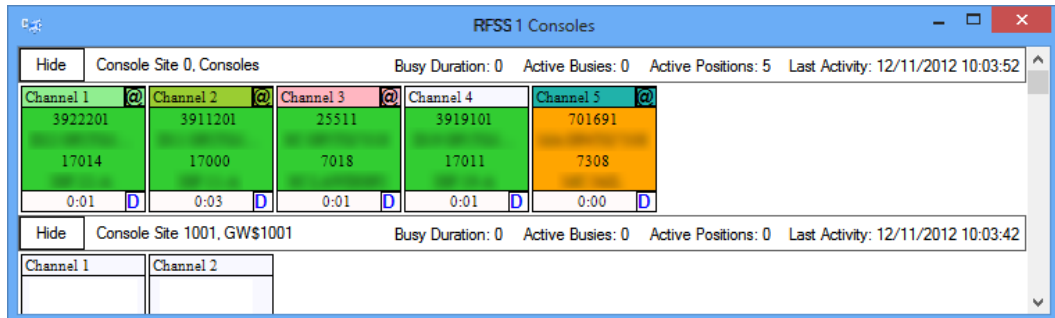 RFSS 1 Consoles
Hide Console Site 0, Consoles Busy Duration: 0 Active Busies: 0 Active Positions: 5 Last Activity: 12/11/2012 10:03:52
Channel 1 @ Channel 2 @ Channel 3 @ Channel 4 Channel 5 @
3922201 3911201 25511 3919101 701691
17014 17000 7018 17011 7308
0:01 D 0:03 D 0:01 D 0:01 D 0:00 D
Hide Console Site 1001, GW$1001 Busy Duration: 0 Active Busies: 0 Active Positions: 0 Last Activity: 12/11/2012 10:03:42
Channel 1 Channel 2